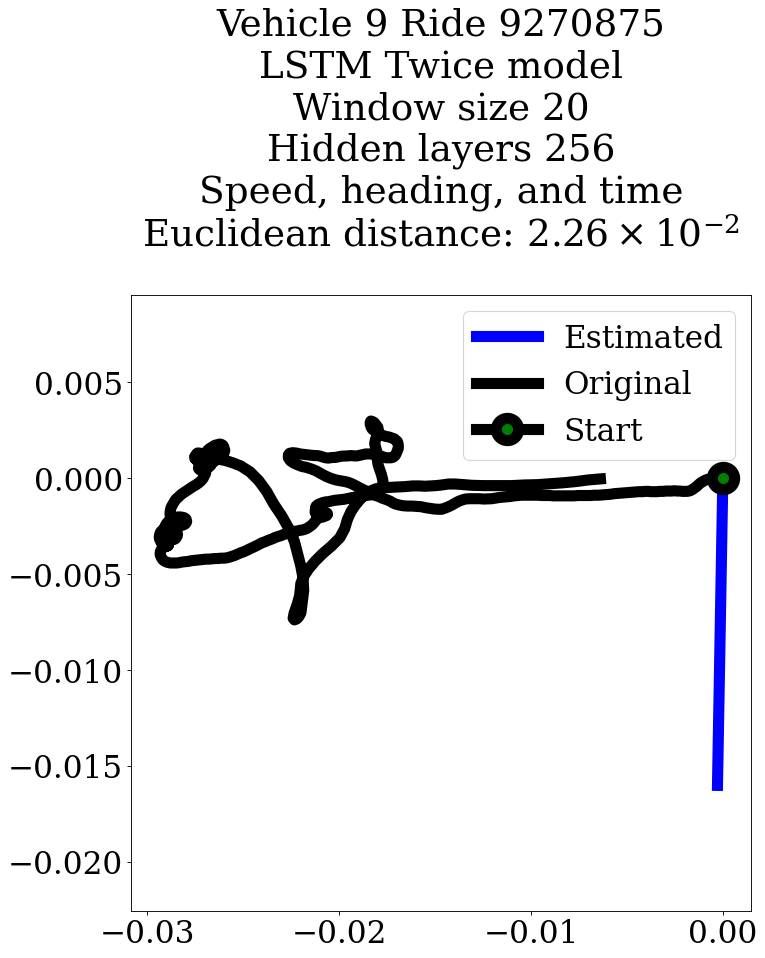 Vehicle 9 Ride 9270875
LSTM Twice model
Window size 20
Hidden layers 256
Speed, heading, and time
Euclidean distance: 2.26 × 10⁻²
Estimated
Original
Start
0.005
0.000
−0.005
−0.010
−0.015
−0.020
−0.03
−0.02
−0.01
0.00